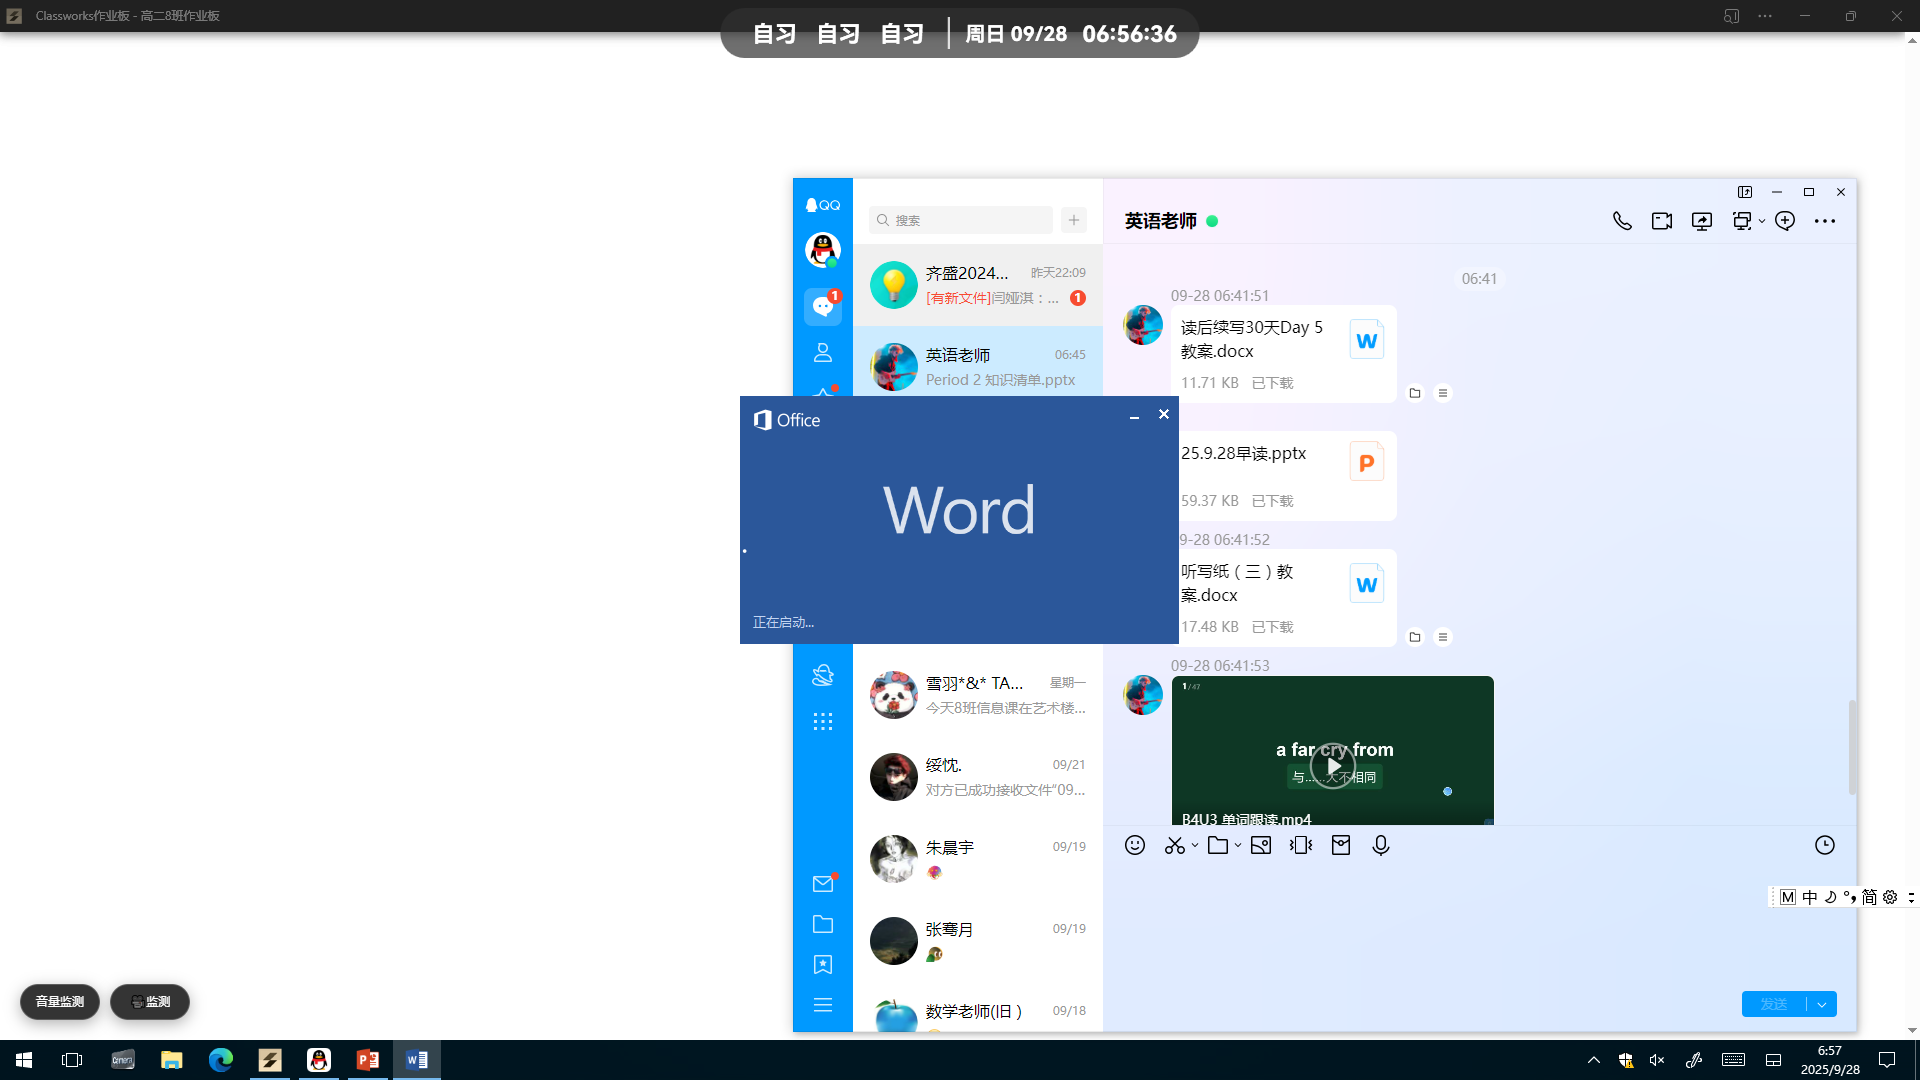 Classworks作业板 - 高二8班作业板
自习 自习 自习 周日 09/28 06:56:36
QQ
搜索
英语老师
齐盛2024... 昨天22:09
[有新文件]闫娅淇：... 1
1
英语老师 06:45
Period 2 知识清单.pptx
06:41
09-28 06:41:51
读后续写30天Day 5
教案.docx
11.71 KB 已下载
25.9.28早读.pptx
59.37 KB 已下载
9-28 06:41:52
听写纸（三）教
案.docx
17.48 KB 已下载
09-28 06:41:53
1/47
a far cry from
与......大不相同
B4U3 单词跟读.mp4
Office
Word
正在启动...
雪羽*&* TA... 星期一
今天8班信息课在艺术楼...
绥忱. 09/21
对方已成功接收文件“09...
朱晨宇 09/19
张骞月 09/19
数学老师(旧) 09/18
M 中 简
发送
音量监测 监测
6:57
2025/9/28